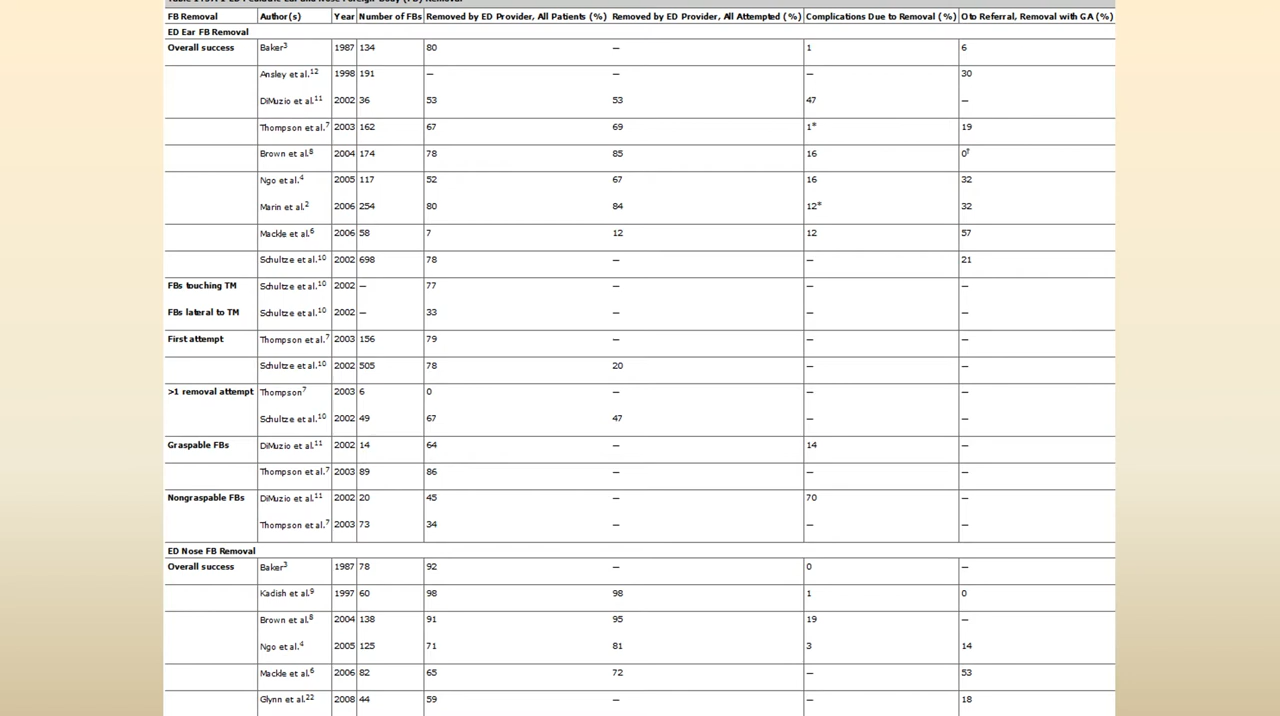 FB Removal Author(s) Year Number of FBs Removed by ED Provider, All Patients (%) Removed by ED Provider, All Attempted (%) Complications Due to Removal (%) Oto Referral, Removal with GA (%)
ED Ear FB Removal
Overall success Baker3 1987 134 80 — 1 6
Ansley et al.12 1998 191 — — — 30
DiMuzio et al.11 2002 36 53 53 47 —
Thompson et al.7 2003 162 67 69 1* 19
Brown et al.8 2004 174 78 85 16 0†
Ngo et al.4 2005 117 52 67 16 32
Marin et al.2 2006 254 80 84 12* 32
Mackle et al.6 2006 58 7 12 12 57
Schultze et al.10 2002 698 78 — — 21
FBs touching TM Schultze et al.10 2002 — 77 — — —
FBs lateral to TM Schultze et al.10 2002 — 33 — — —
First attempt Thompson et al.7 2003 156 79 — — —
Schultze et al.10 2002 505 78 20 — —
>1 removal attempt Thompson7 2003 6 0 — — —
Schultze et al.10 2002 49 67 47 — —
Graspable FBs DiMuzio et al.11 2002 14 64 — 14 —
Thompson et al.7 2003 89 86 — — —
Nongraspable FBs DiMuzio et al.11 2002 20 45 — 70 —
Thompson et al.7 2003 73 34 — — —
ED Nose FB Removal
Overall success Baker3 1987 78 92 — 0 —
Kadish et al.9 1997 60 98 98 1 0
Brown et al.8 2004 138 91 95 19 —
Ngo et al.4 2005 125 71 81 3 14
Mackle et al.6 2006 82 65 72 — 53
Glynn et al.22 2008 44 59 — — 18